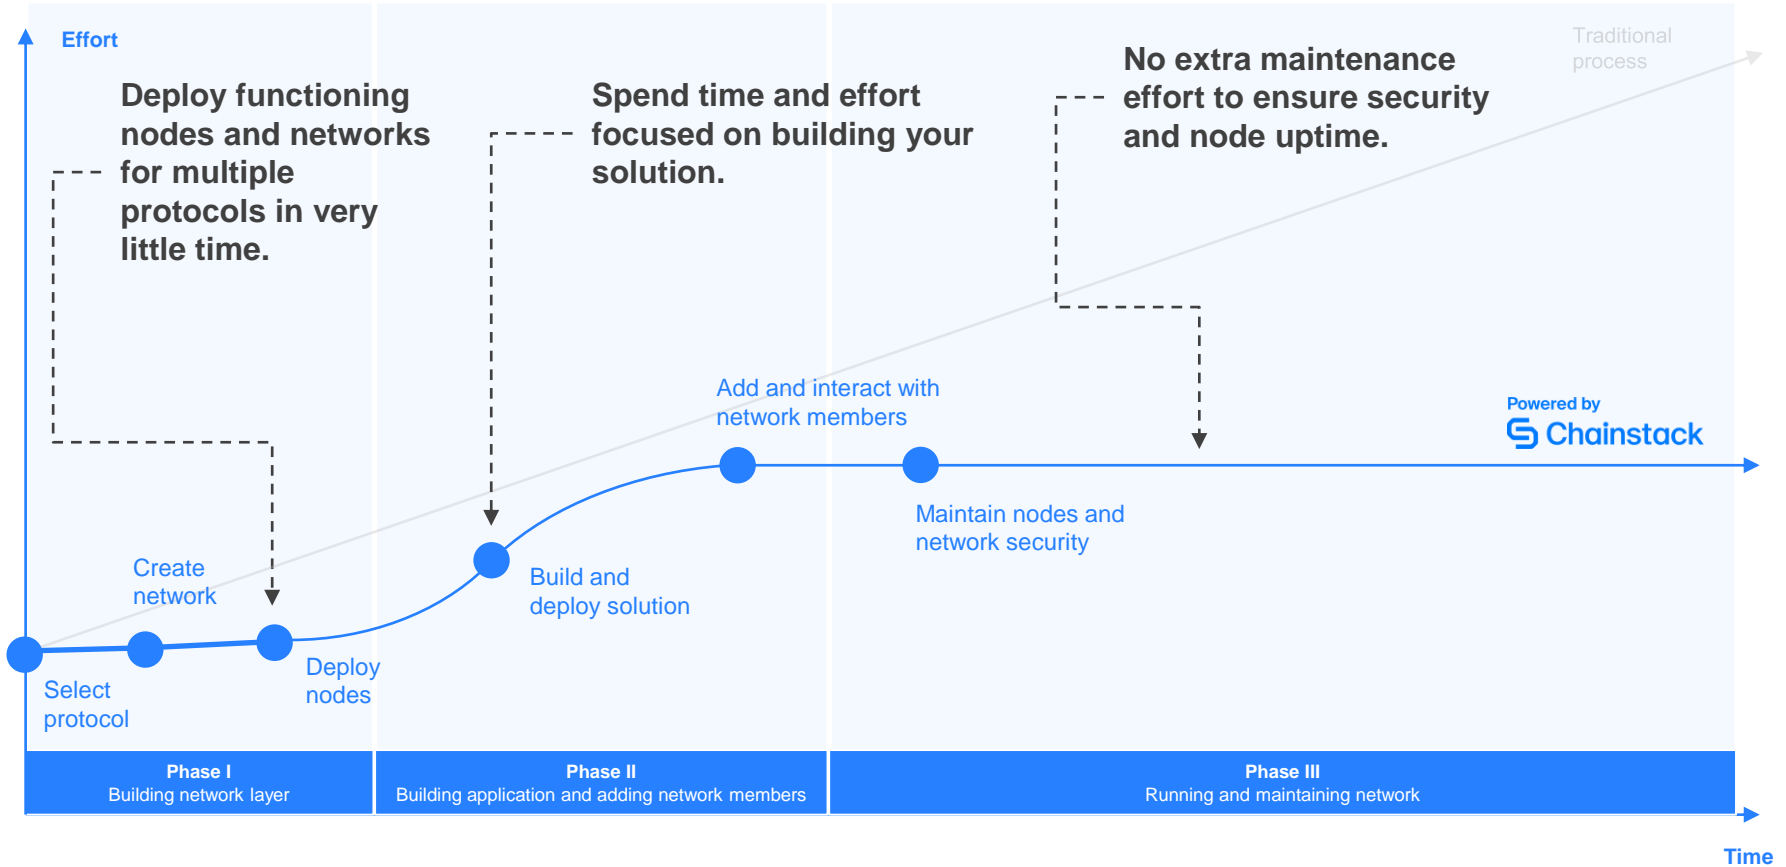 Effort
Traditional
process
Deploy functioning
nodes and networks
for multiple
protocols in very
little time.
Spend time and effort
focused on building your
solution.
No extra maintenance
effort to ensure security
and node uptime.
Add and interact with
network members
Powered by
Chainstack
Maintain nodes and
network security
Create
network
Build and
deploy solution
Deploy
nodes
Select
protocol
Phase I
Building network layer
Phase II
Building application and adding network members
Phase III
Running and maintaining network
Time